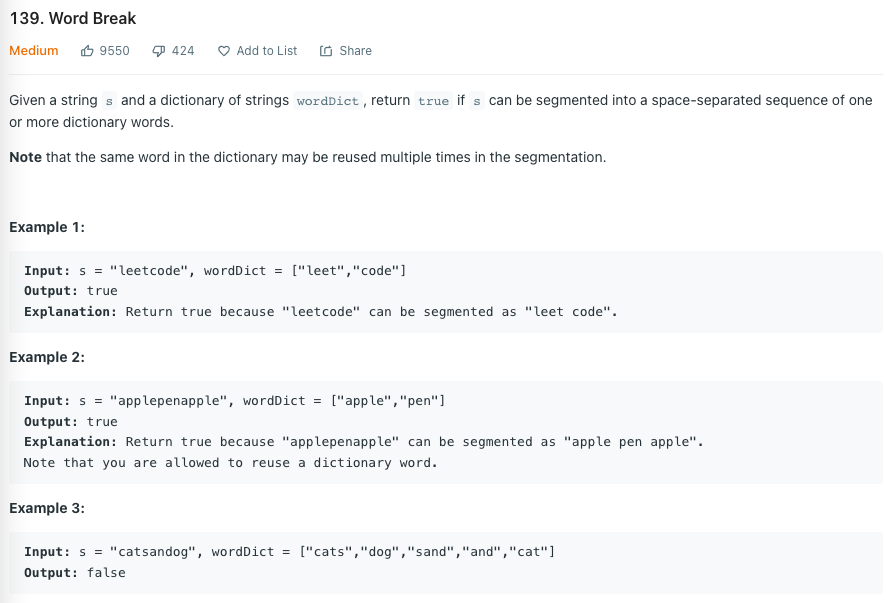 139. Word Break
Medium 9550 424 Add to List Share
Given a string s and a dictionary of strings wordDict, return true if s can be segmented into a space-separated sequence of one
or more dictionary words.
Note that the same word in the dictionary may be reused multiple times in the segmentation.
Example 1:
Input: s = "leetcode", wordDict = ["leet","code"]
Output: true
Explanation: Return true because "leetcode" can be segmented as "leet code".
Example 2:
Input: s = "applepenapple", wordDict = ["apple","pen"]
Output: true
Explanation: Return true because "applepenapple" can be segmented as "apple pen apple".
Note that you are allowed to reuse a dictionary word.
Example 3:
Input: s = "catsandog", wordDict = ["cats","dog","sand","and","cat"]
Output: false